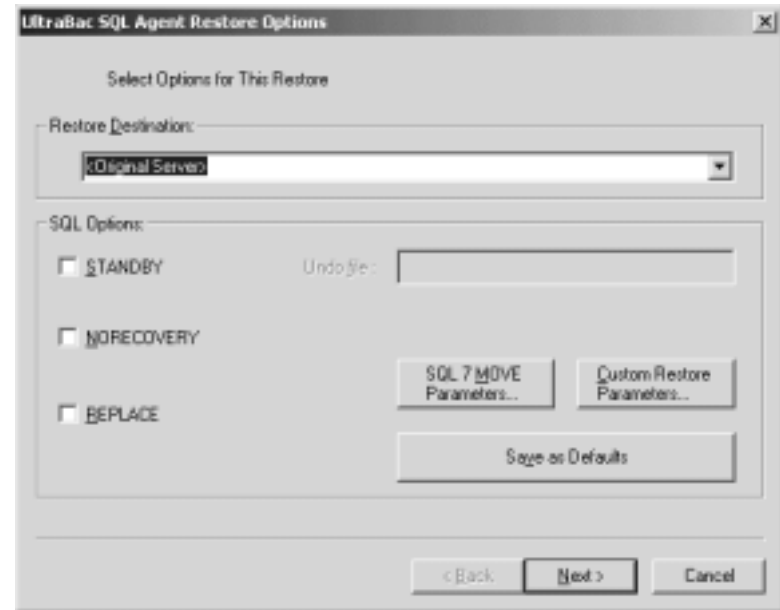 UltraBac SQL Agent Restore Options
Select Options for This Restore
Restore Destination:
<Original Server>
SQL Options:
STANDBY
Undo file:
NORECOVERY
SQL 7 MOVE
Parameters...
Custom Restore
Parameters...
REPLACE
Save as Defaults
< Back
Next >
Cancel